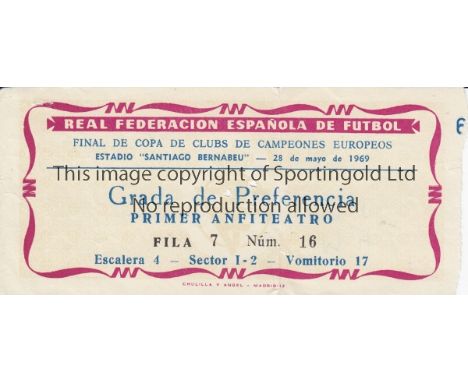 REAL FEDERACION ESPAÑOLA DE FUTBOL
6
FINAL DE COPA DE CLUBS DE CAMPEONES EUROPEOS
ESTADIO "SANTIAGO BERNABEU" — 28 de mayo de 1969
This image copyright of Sportingold Limited
Grada de Preferencia
No reproduction allowed
PRIMER ANFITEATRO
FILA 7 Núm. 16
Escalera 4 — Sector I-2 — Vomitorio 17
CHULILLA Y ANGEL - MADRID-12